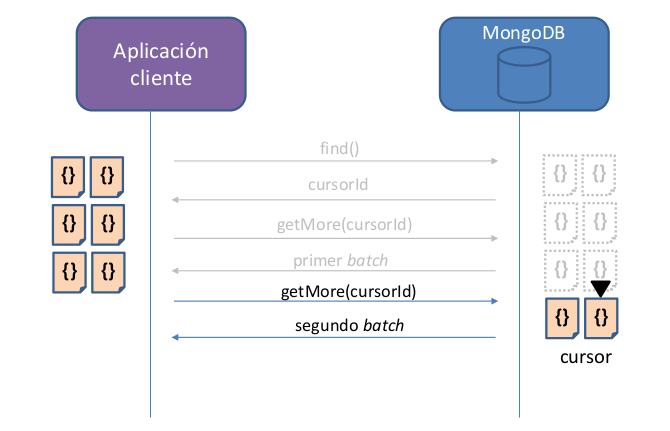 Aplicación
cliente
MongoDB
find()
cursorId
getMore(cursorId)
primer batch
getMore(cursorId)
segundo batch
{} {}
{} {}
{} {}
{} {}
{} {}
{} {}
{} {}
cursor